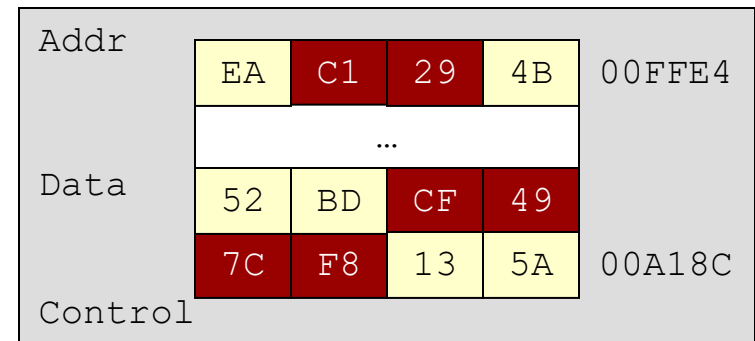 Addr
EA C1 29 4B 00FFE4
…
Data
52 BD CF 49
7C F8 13 5A 00A18C
Control